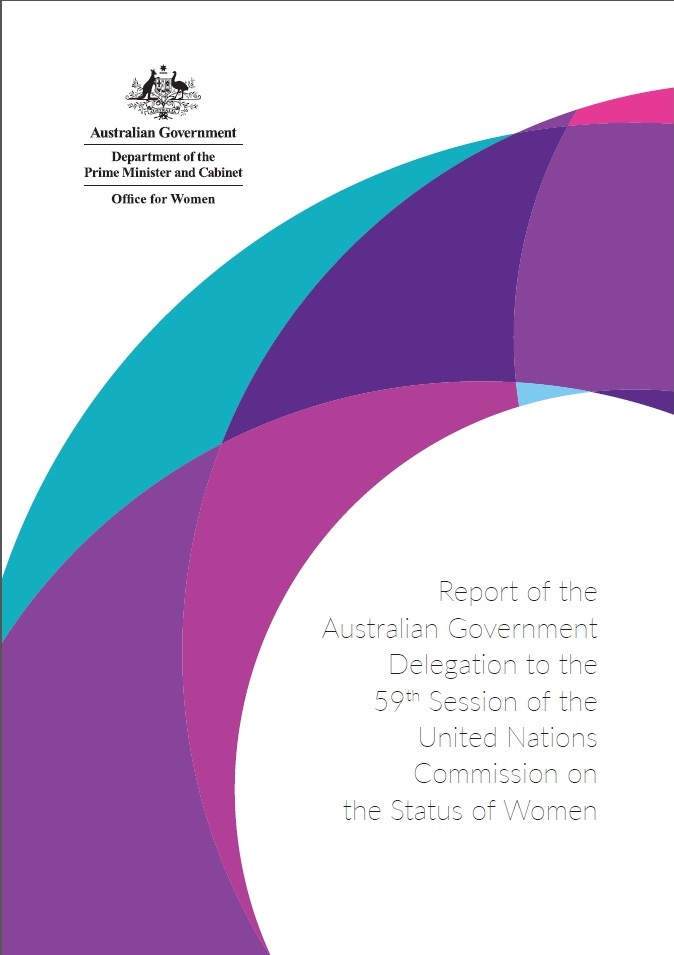 Australian Government
Department of the
Prime Minister and Cabinet
Office for Women
Report of the
Australian Government
Delegation to the
59th Session of the
United Nations
Commission on
the Status of Women